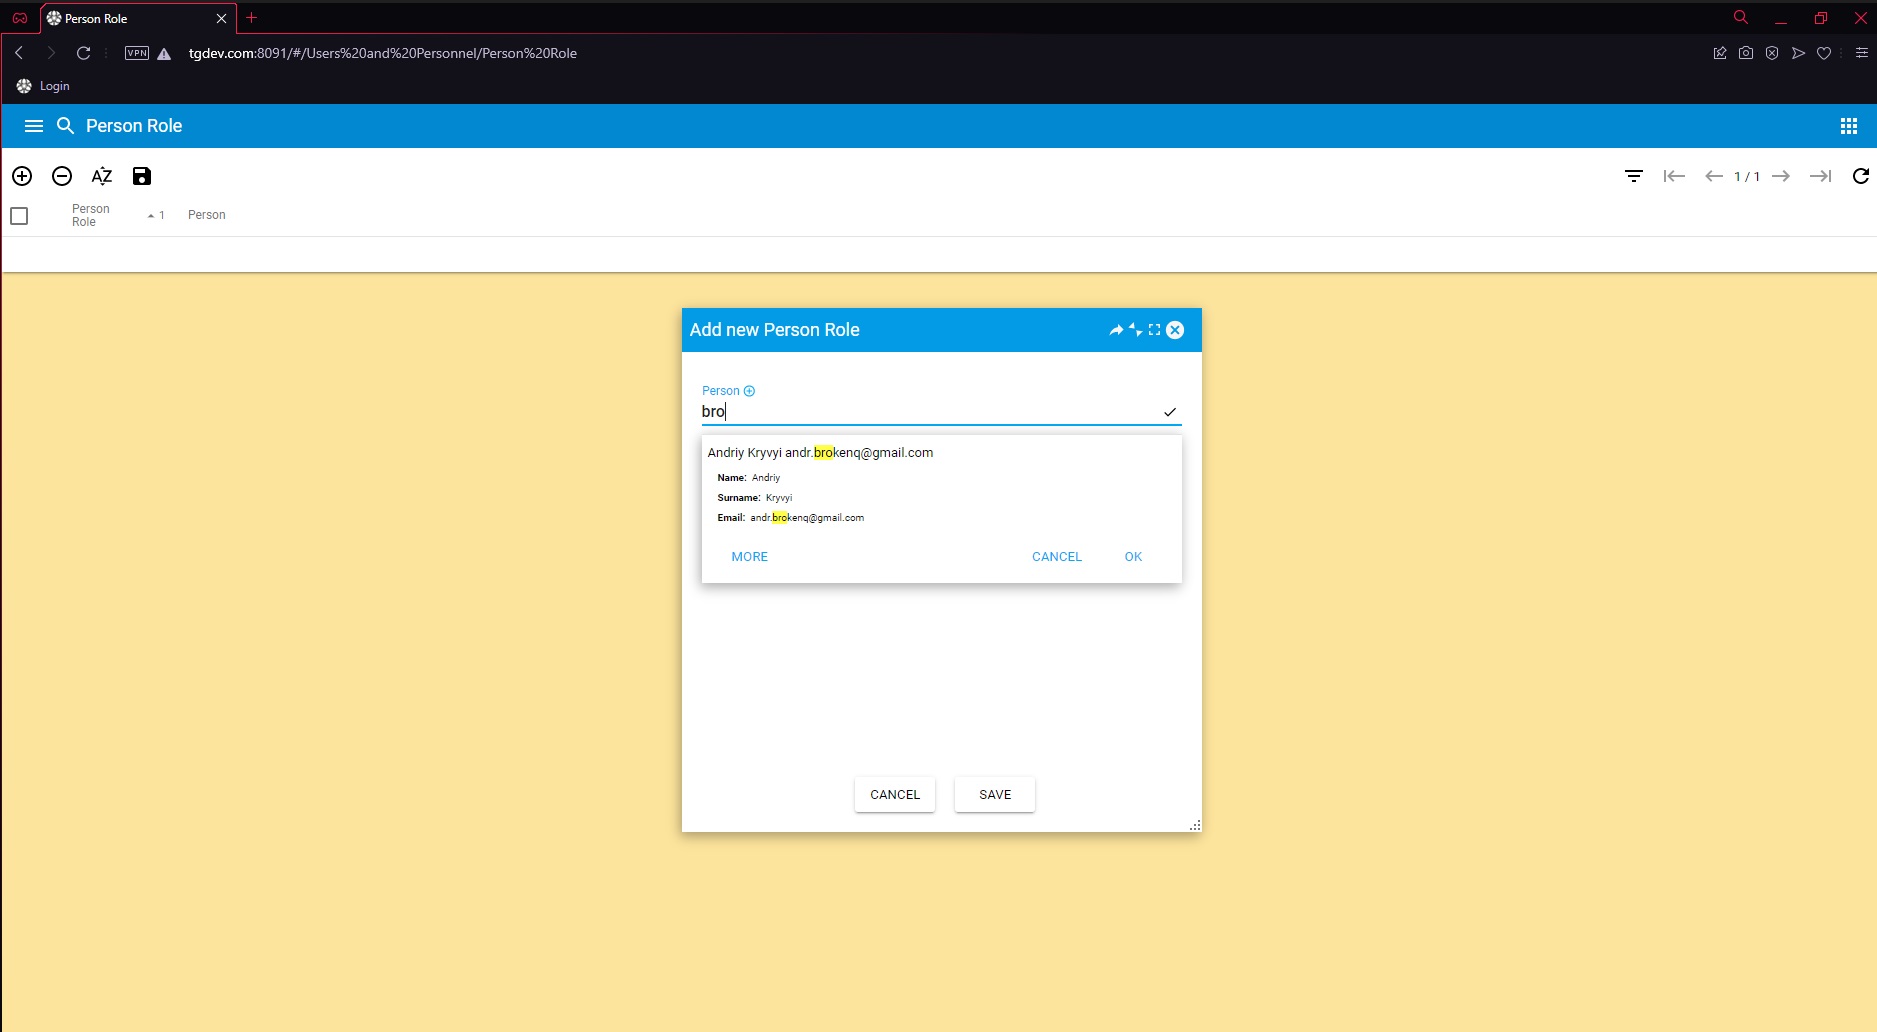 Person Role
VPN tgdev.com:8091/#/Users%20and%20Personnel/Person%20Role
Login
Person Role
AZ
1 / 1
Person
Role
1
Person
Add new Person Role
Person
bro
Andriy Kryvyi andr.brokenq@gmail.com
Name: Andriy
Surname: Kryvyi
Email: andr.brokenq@gmail.com
MORE CANCEL OK
CANCEL SAVE